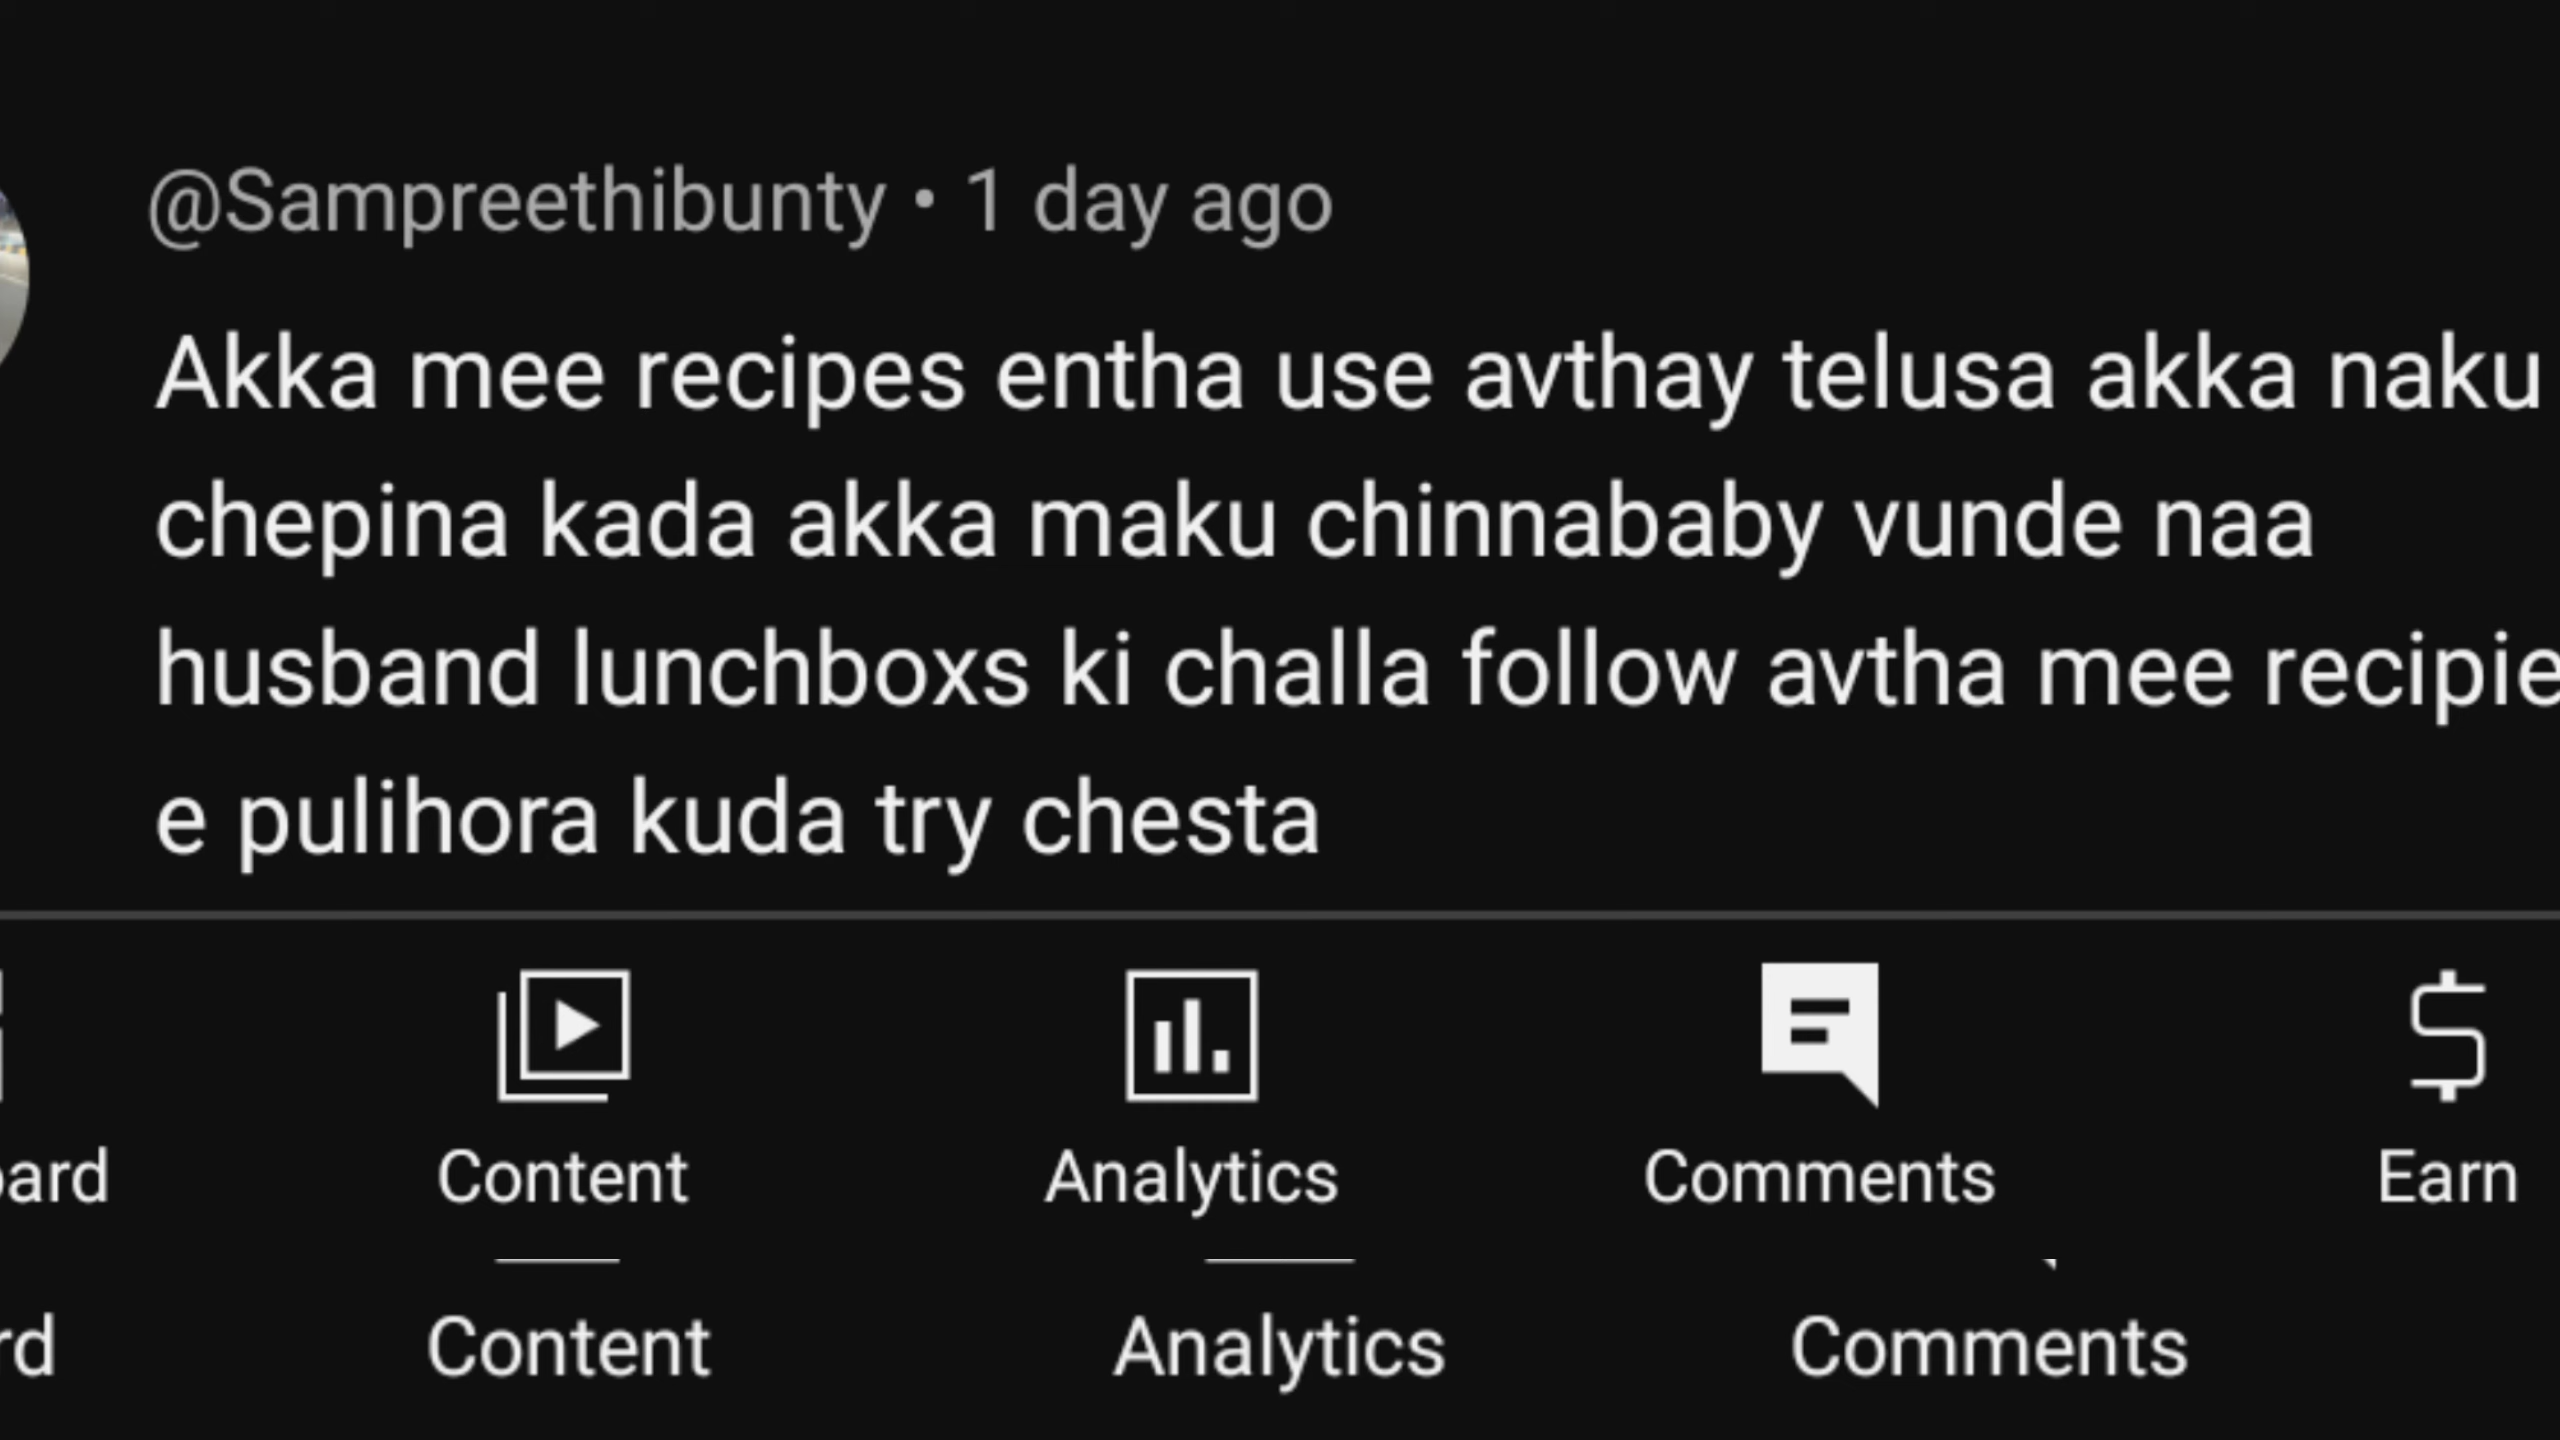 @Sampreethibunty • 1 day ago
Akka mee recipes entha use avthay telusa akka naku
chepina kada akka maku chinnababy vunde naa
husband lunchboxs ki challa follow avtha mee recipie
e pulihora kuda try chesta
ard Content Analytics Comments Earn
rd Content Analytics Comments